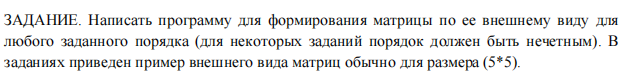 ЗАДАНИЕ. Написать программу для формирования матрицы по ее внешнему виду для
любого заданного порядка (для некоторых заданий порядок должен быть нечетным). В
заданиях приведен пример внешнего вида матриц обычно для размера (5*5).